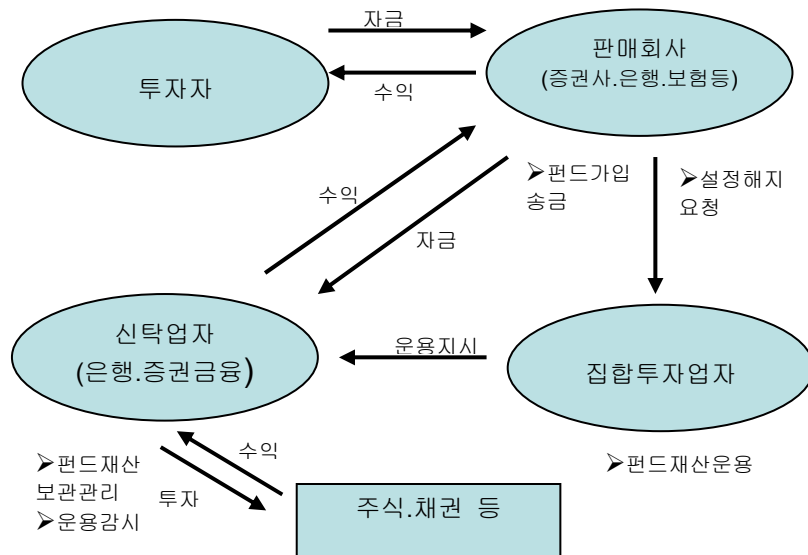 자금
판매회사
(증권사.은행.보험등)
투자자
수익
➢펀드가입
송금
➢설정해지
요청
수익
자금
신탁업자
(은행.증권금융)
운용지시
집합투자업자
➢펀드재산
보관관리
➢운용감시
수익
투자
➢펀드재산운용
주식.채권 등